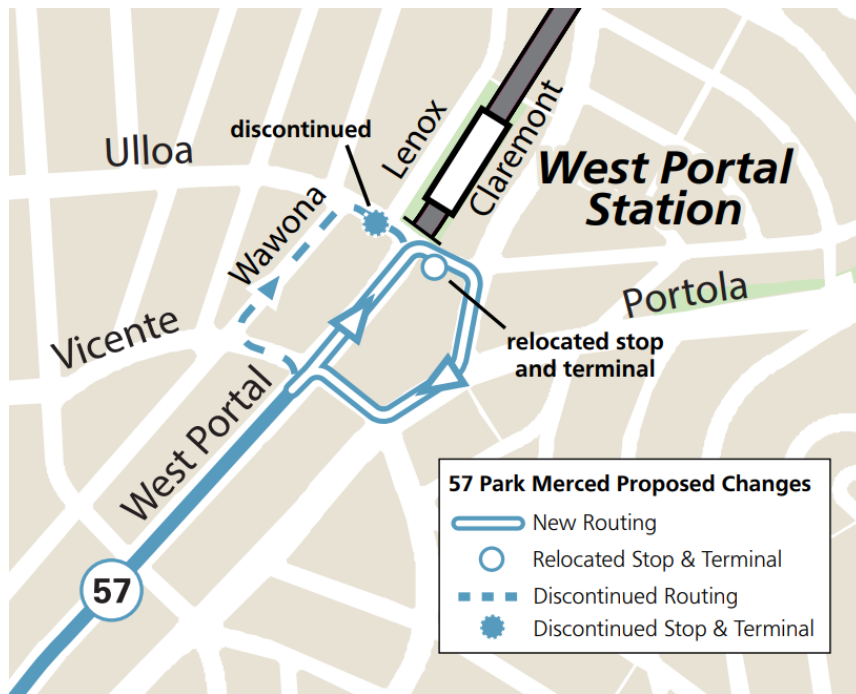 discontinued
Ulloa
Lenox
Claremont
West Portal
Station
Wawona
Portola
Vicente
relocated stop
and terminal
West Portal
57
57 Park Merced Proposed Changes
New Routing
Relocated Stop & Terminal
Discontinued Routing
Discontinued Stop & Terminal